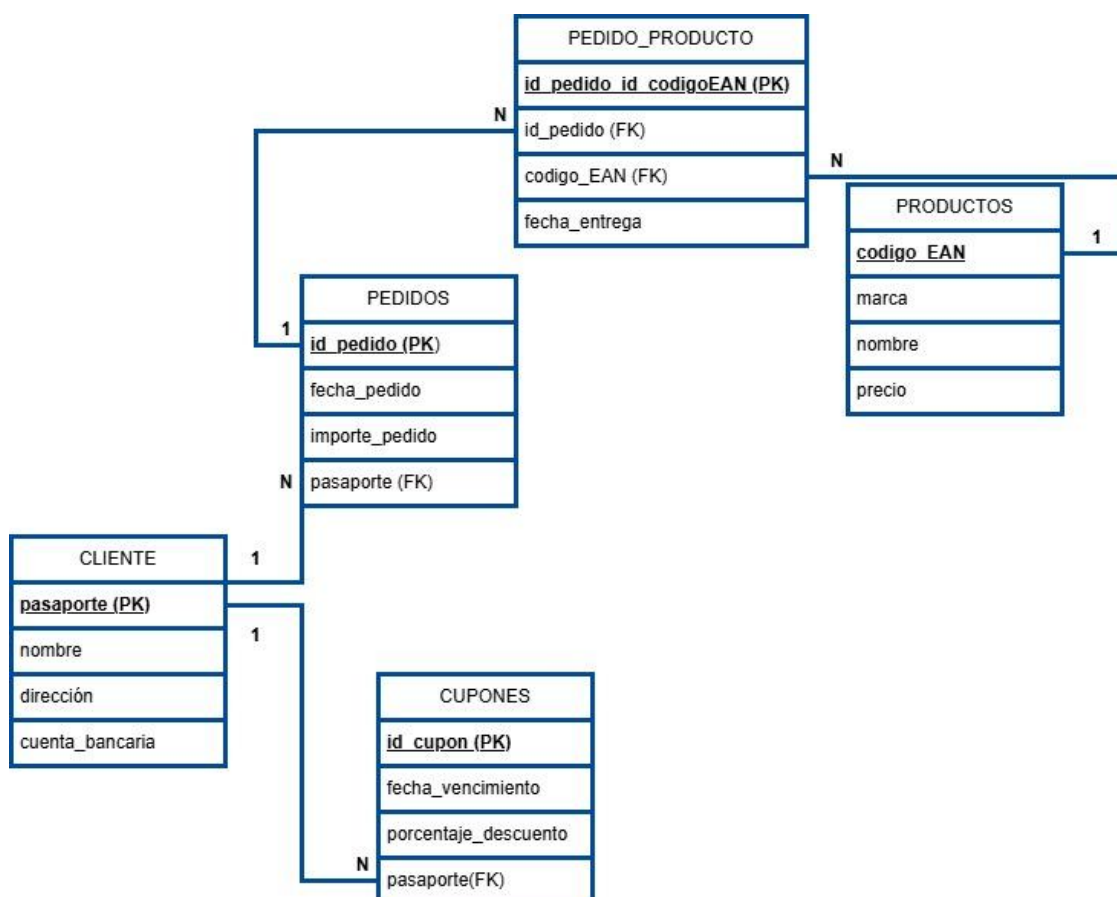 PEDIDO_PRODUCTO
id_pedido_id_codigoEAN (PK)
id_pedido (FK)
codigo_EAN (FK)
fecha_entrega
N
N
PRODUCTOS
codigo_EAN
marca
nombre
precio
1
PEDIDOS
id_pedido (PK)
fecha_pedido
importe_pedido
pasaporte (FK)
1
N
CLIENTE
pasaporte (PK)
nombre
dirección
cuenta_bancaria
1
1
CUPONES
id_cupon (PK)
fecha_vencimiento
porcentaje_descuento
pasaporte(FK)
N